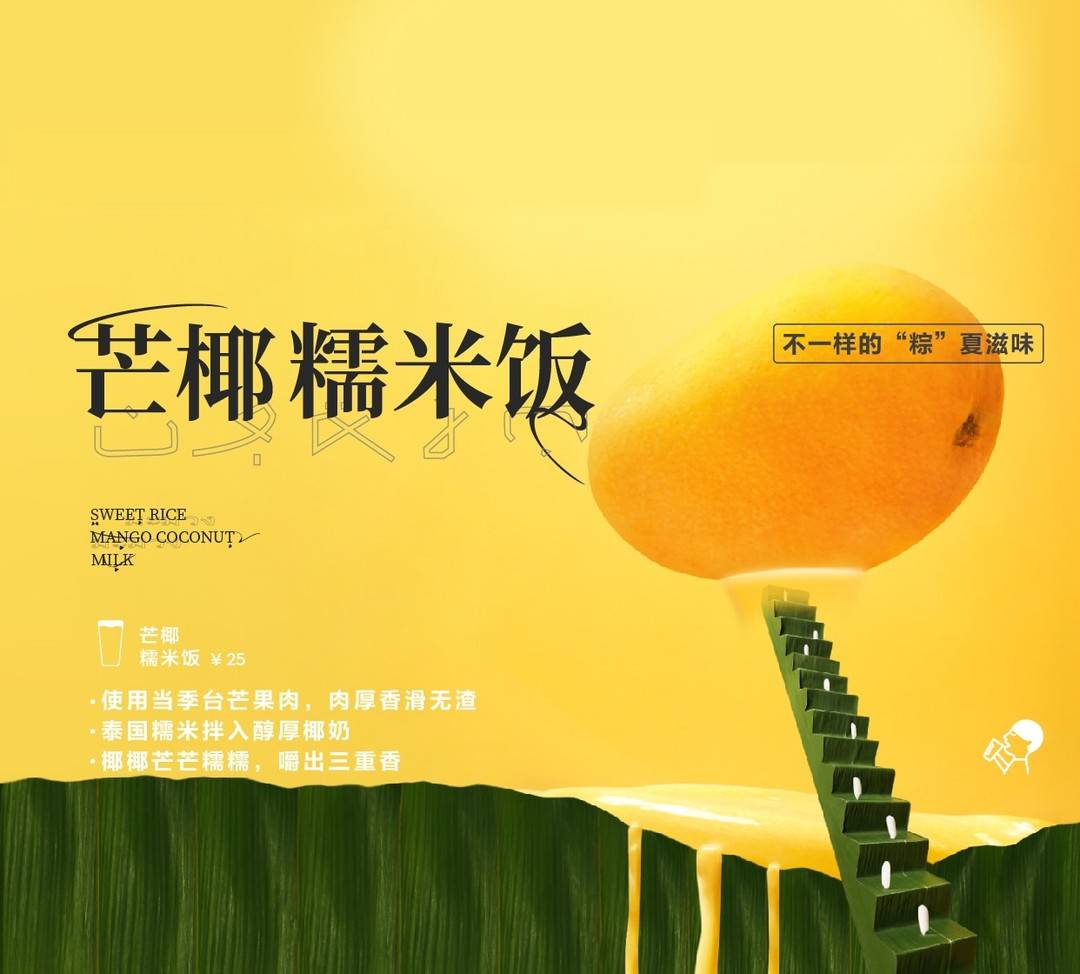 芒椰糯米饭
不一样的“粽”夏滋味
SWEET RICE
MANGO COCONUT
MILK
芒椰
糯米饭 ￥25
·使用当季台芒果肉，肉厚香滑无渣
·泰国糯米拌入醇厚椰奶
·椰椰芒芒糯糯，嚼出三重香